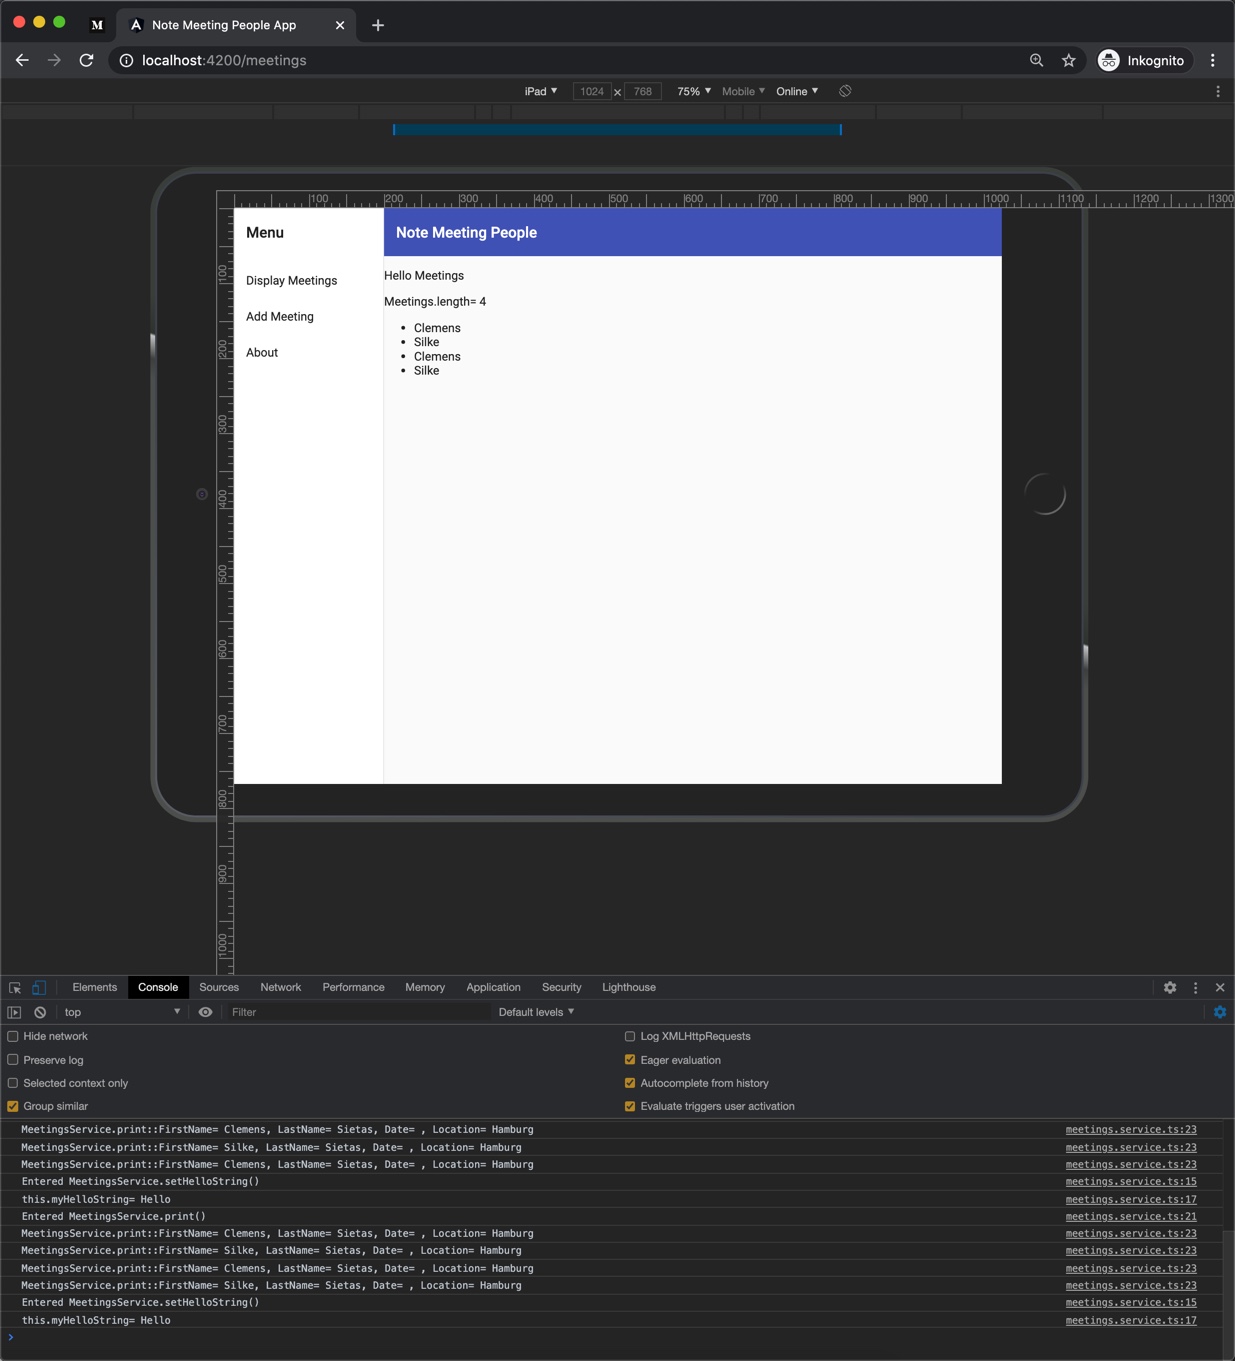 M
Note Meeting People App
localhost:4200/meetings
Inkognito
iPad ▼ 1024 × 768 75% ▼ Mobile ▼ Online ▼
100 200 300 400 500 600 700 800 900 1000 1100 1200 1300
Menu
Note Meeting People
Display Meetings
Add Meeting
About
Hello Meetings
Meetings.length= 4
• Clemens
• Silke
• Clemens
• Silke
100
200
300
400
500
600
700
800
900
1000
Elements Console Sources Network Performance Memory Application Security Lighthouse
top ▼ Filter Default levels ▼
Hide network Log XMLHttpRequests
Preserve log Eager evaluation
Selected context only Autocomplete from history
Group similar Evaluate triggers user activation
MeetingsService.print::FirstName= Clemens, LastName= Sietas, Date= , Location= Hamburg meetings.service.ts:23
MeetingsService.print::FirstName= Silke, LastName= Sietas, Date= , Location= Hamburg meetings.service.ts:23
MeetingsService.print::FirstName= Clemens, LastName= Sietas, Date= , Location= Hamburg meetings.service.ts:23
Entered MeetingsService.setHelloString() meetings.service.ts:15
this.myHelloString= Hello meetings.service.ts:17
Entered MeetingsService.print() meetings.service.ts:21
MeetingsService.print::FirstName= Clemens, LastName= Sietas, Date= , Location= Hamburg meetings.service.ts:23
MeetingsService.print::FirstName= Silke, LastName= Sietas, Date= , Location= Hamburg meetings.service.ts:23
MeetingsService.print::FirstName= Clemens, LastName= Sietas, Date= , Location= Hamburg meetings.service.ts:23
MeetingsService.print::FirstName= Silke, LastName= Sietas, Date= , Location= Hamburg meetings.service.ts:23
Entered MeetingsService.setHelloString() meetings.service.ts:15
this.myHelloString= Hello meetings.service.ts:17